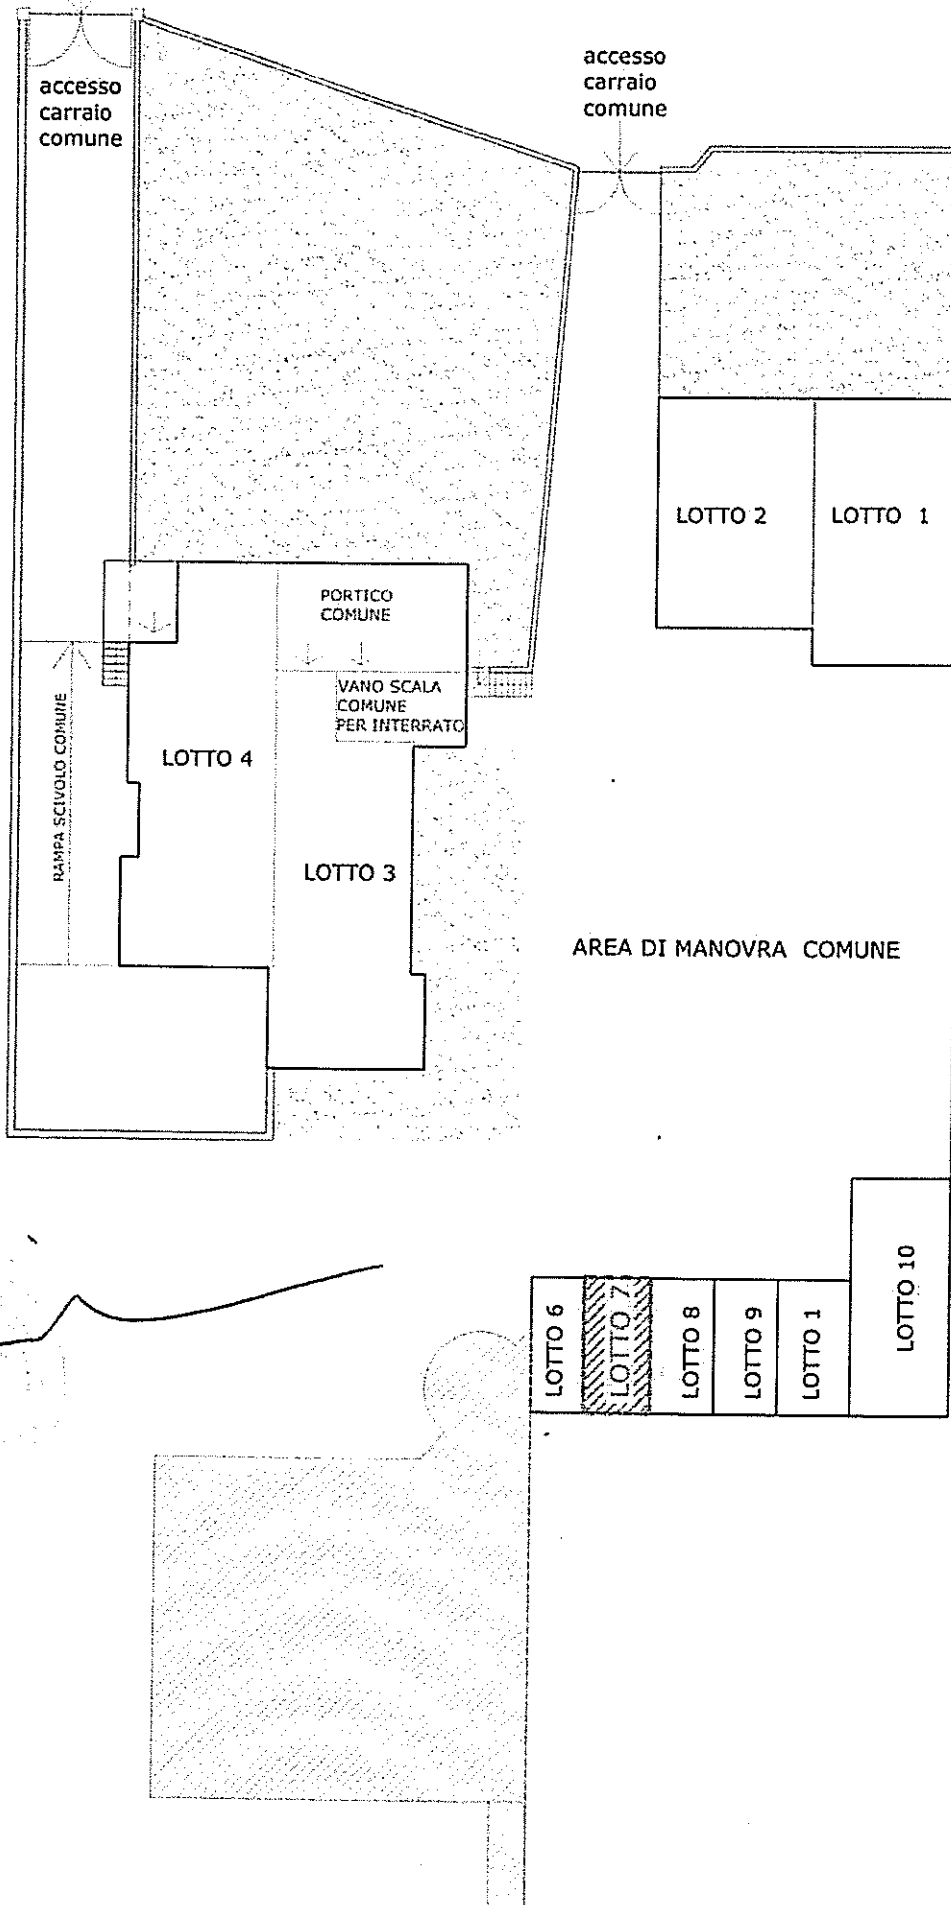 accesso
carraio
comune
accesso
carraio
comune
LOTTO 2
LOTTO 1
PORTICO
COMUNE
VANO SCALA
COMUNE
PER INTERRATO
RAMPA SCIVOLO COMUNE
LOTTO 4
LOTTO 3
AREA DI MANOVRA COMUNE
LOTTO 6
LOTTO 7
LOTTO 8
LOTTO 9
LOTTO 1
LOTTO 10